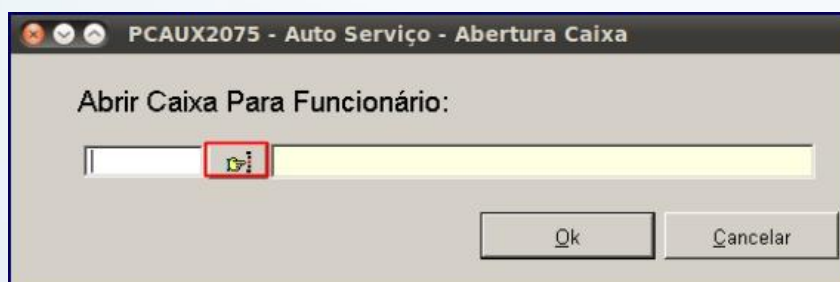 PCAUX2075 - Auto Serviço - Abertura Caixa
Abrir Caixa Para Funcionário:
Ok
Cancelar